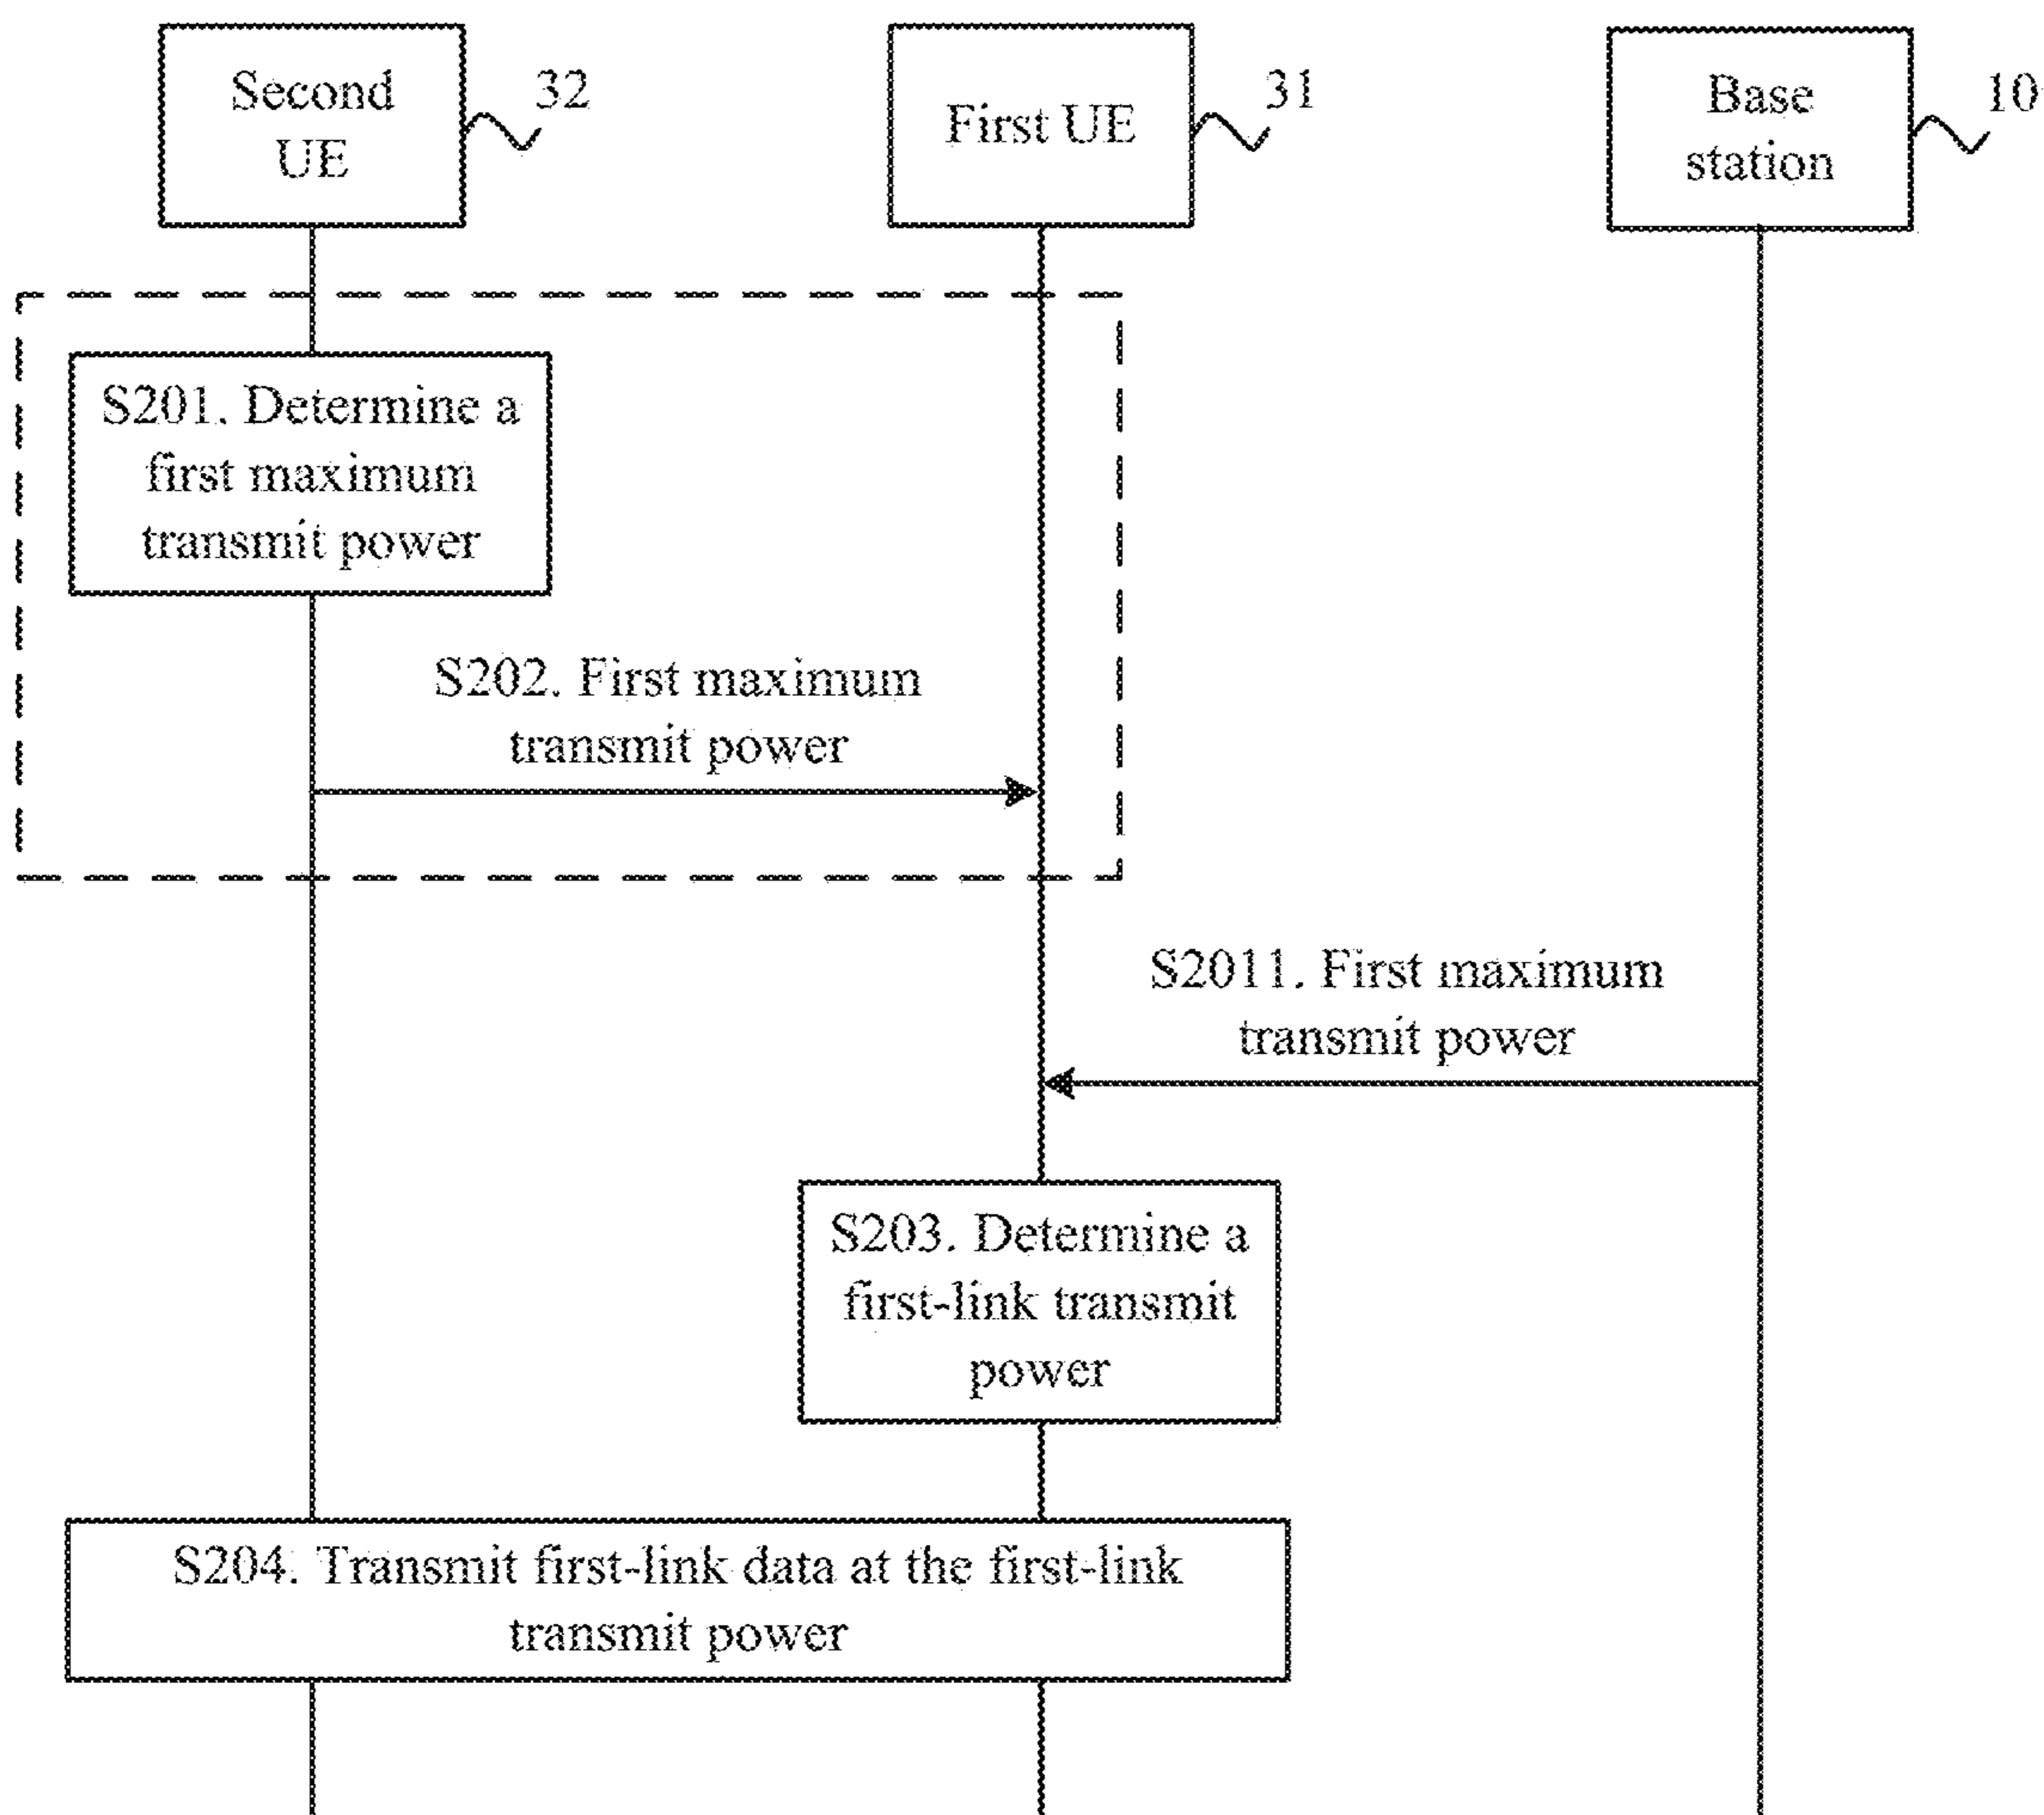 Second
UE
32
First UE
31
Base
station
10
S201. Determine a
first maximum
transmit power
S202. First maximum
transmit power
S2011. First maximum
transmit power
S203. Determine a
first-link transmit
power
S204. Transmit first-link data at the first-link
transmit power